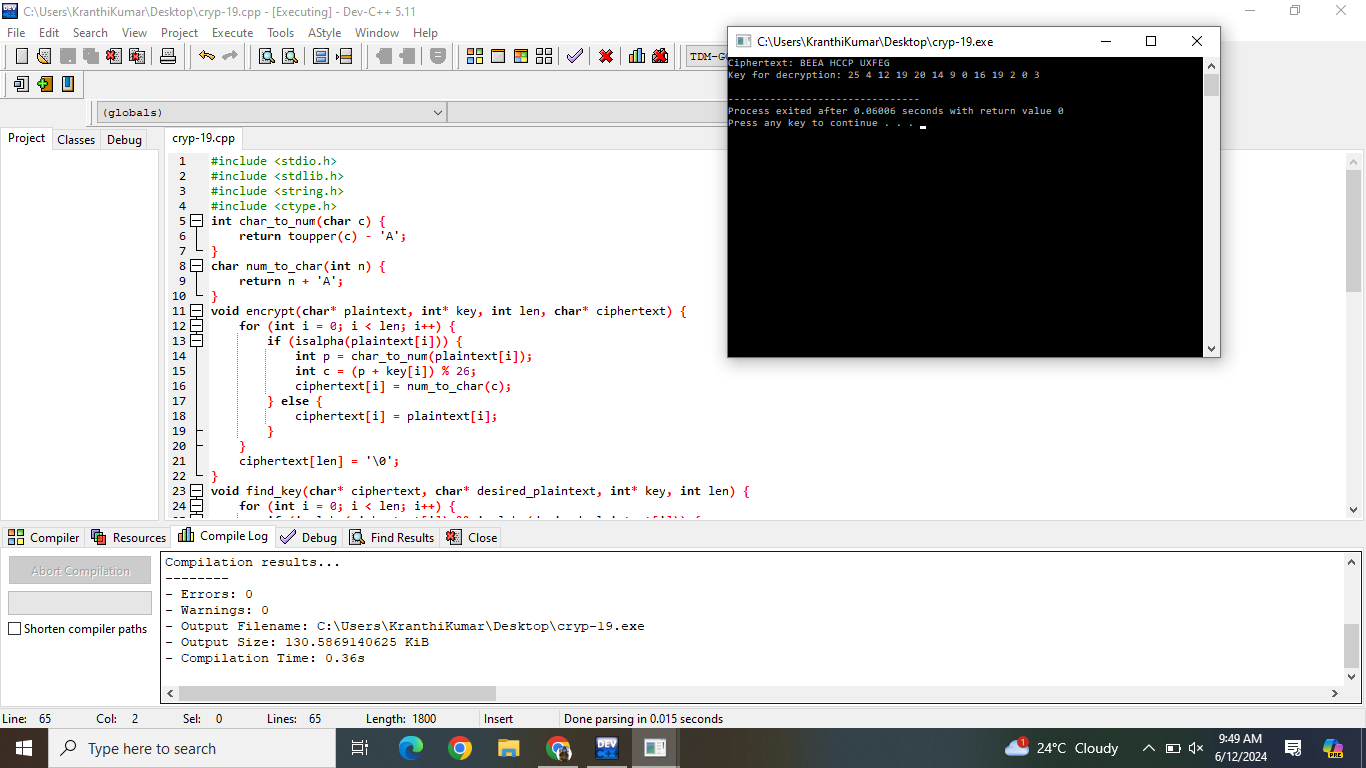 C:\Users\KranthiKumar\Desktop\cryp-19.cpp - [Executing] - Dev-C++ 5.11
File Edit Search View Project Execute Tools AStyle Window Help
TDM-GC
(globals)
Project Classes Debug
cryp-19.cpp
1 #include <stdio.h>
2 #include <stdlib.h>
3 #include <string.h>
4 #include <ctype.h>
5 int char_to_num(char c) {
6 return toupper(c) - 'A';
7 }
8 char num_to_char(int n) {
9 return n + 'A';
10 }
11 void encrypt(char* plaintext, int* key, int len, char* ciphertext) {
12 for (int i = 0; i < len; i++) {
13 if (isalpha(plaintext[i])) {
14 int p = char_to_num(plaintext[i]);
15 int c = (p + key[i]) % 26;
16 ciphertext[i] = num_to_char(c);
17 } else {
18 ciphertext[i] = plaintext[i];
19 }
20 }
21 ciphertext[len] = '\0';
22 }
23 void find_key(char* ciphertext, char* desired_plaintext, int* key, int len) {
24 for (int i = 0; i < len; i++) {
C:\Users\KranthiKumar\Desktop\cryp-19.exe
Ciphertext: BEEA HCCP UXFEG
Key for decryption: 25 4 12 19 20 14 9 0 16 19 2 0 3
--------------------------------
Process exited after 0.06006 seconds with return value 0
Press any key to continue . . .
Compiler Resources Compile Log Debug Find Results Close
Abort Compilation
Shorten compiler paths
Compilation results...
--------
- Errors: 0
- Warnings: 0
- Output Filename: C:\Users\KranthiKumar\Desktop\cryp-19.exe
- Output Size: 130.5869140625 KiB
- Compilation Time: 0.36s
Line: 65 Col: 2 Sel: 0 Lines: 65 Length: 1800 Insert Done parsing in 0.015 seconds
Type here to search
DEV
1
24°C Cloudy
9:49 AM
6/12/2024
PRE